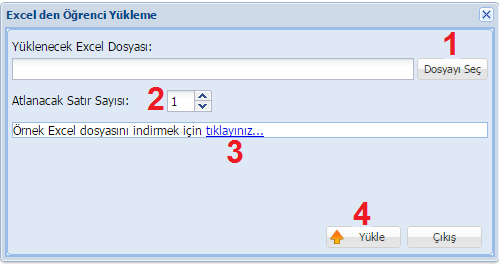 Excel den Öğrenci Yükleme
Yüklenecek Excel Dosyası:
1
Dosyayı Seç
Atlanacak Satır Sayısı: 2 1
Örnek Excel dosyasını indirmek için tıklayınız...
3
4
Yükle Çıkış